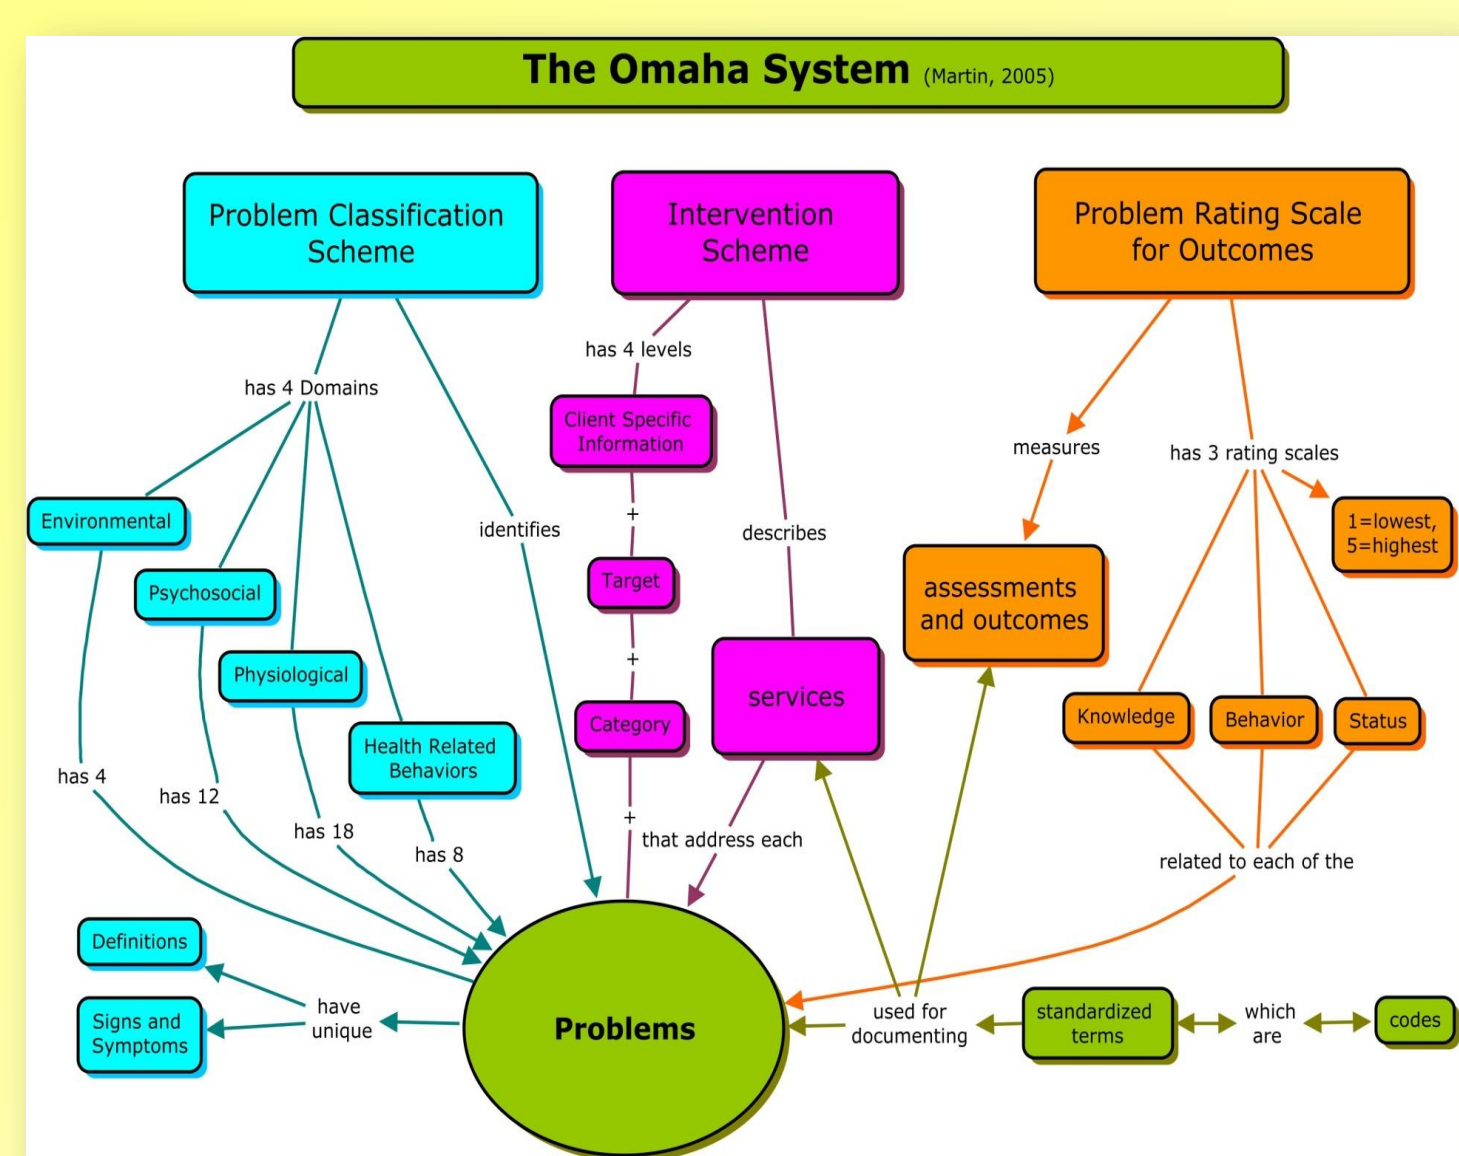 The Omaha System (Martin, 2005)
Problem Classification
Scheme
Intervention
Scheme
Problem Rating Scale
for Outcomes
has 4 levels
has 4 Domains
Client Specific
Information
measures
has 3 rating scales
Environmental
+
identifies
describes
1=lowest,
5=highest
Psychosocial
Target
assessments
and outcomes
Physiological
+
services
Category
Knowledge
Behavior
Status
Health Related
Behaviors
has 4
has 12
has 18
has 8
+
that address each
related to each of the
Definitions
have
unique
Signs and
Symptoms
Problems
used for
documenting
standardized
terms
which
are
codes